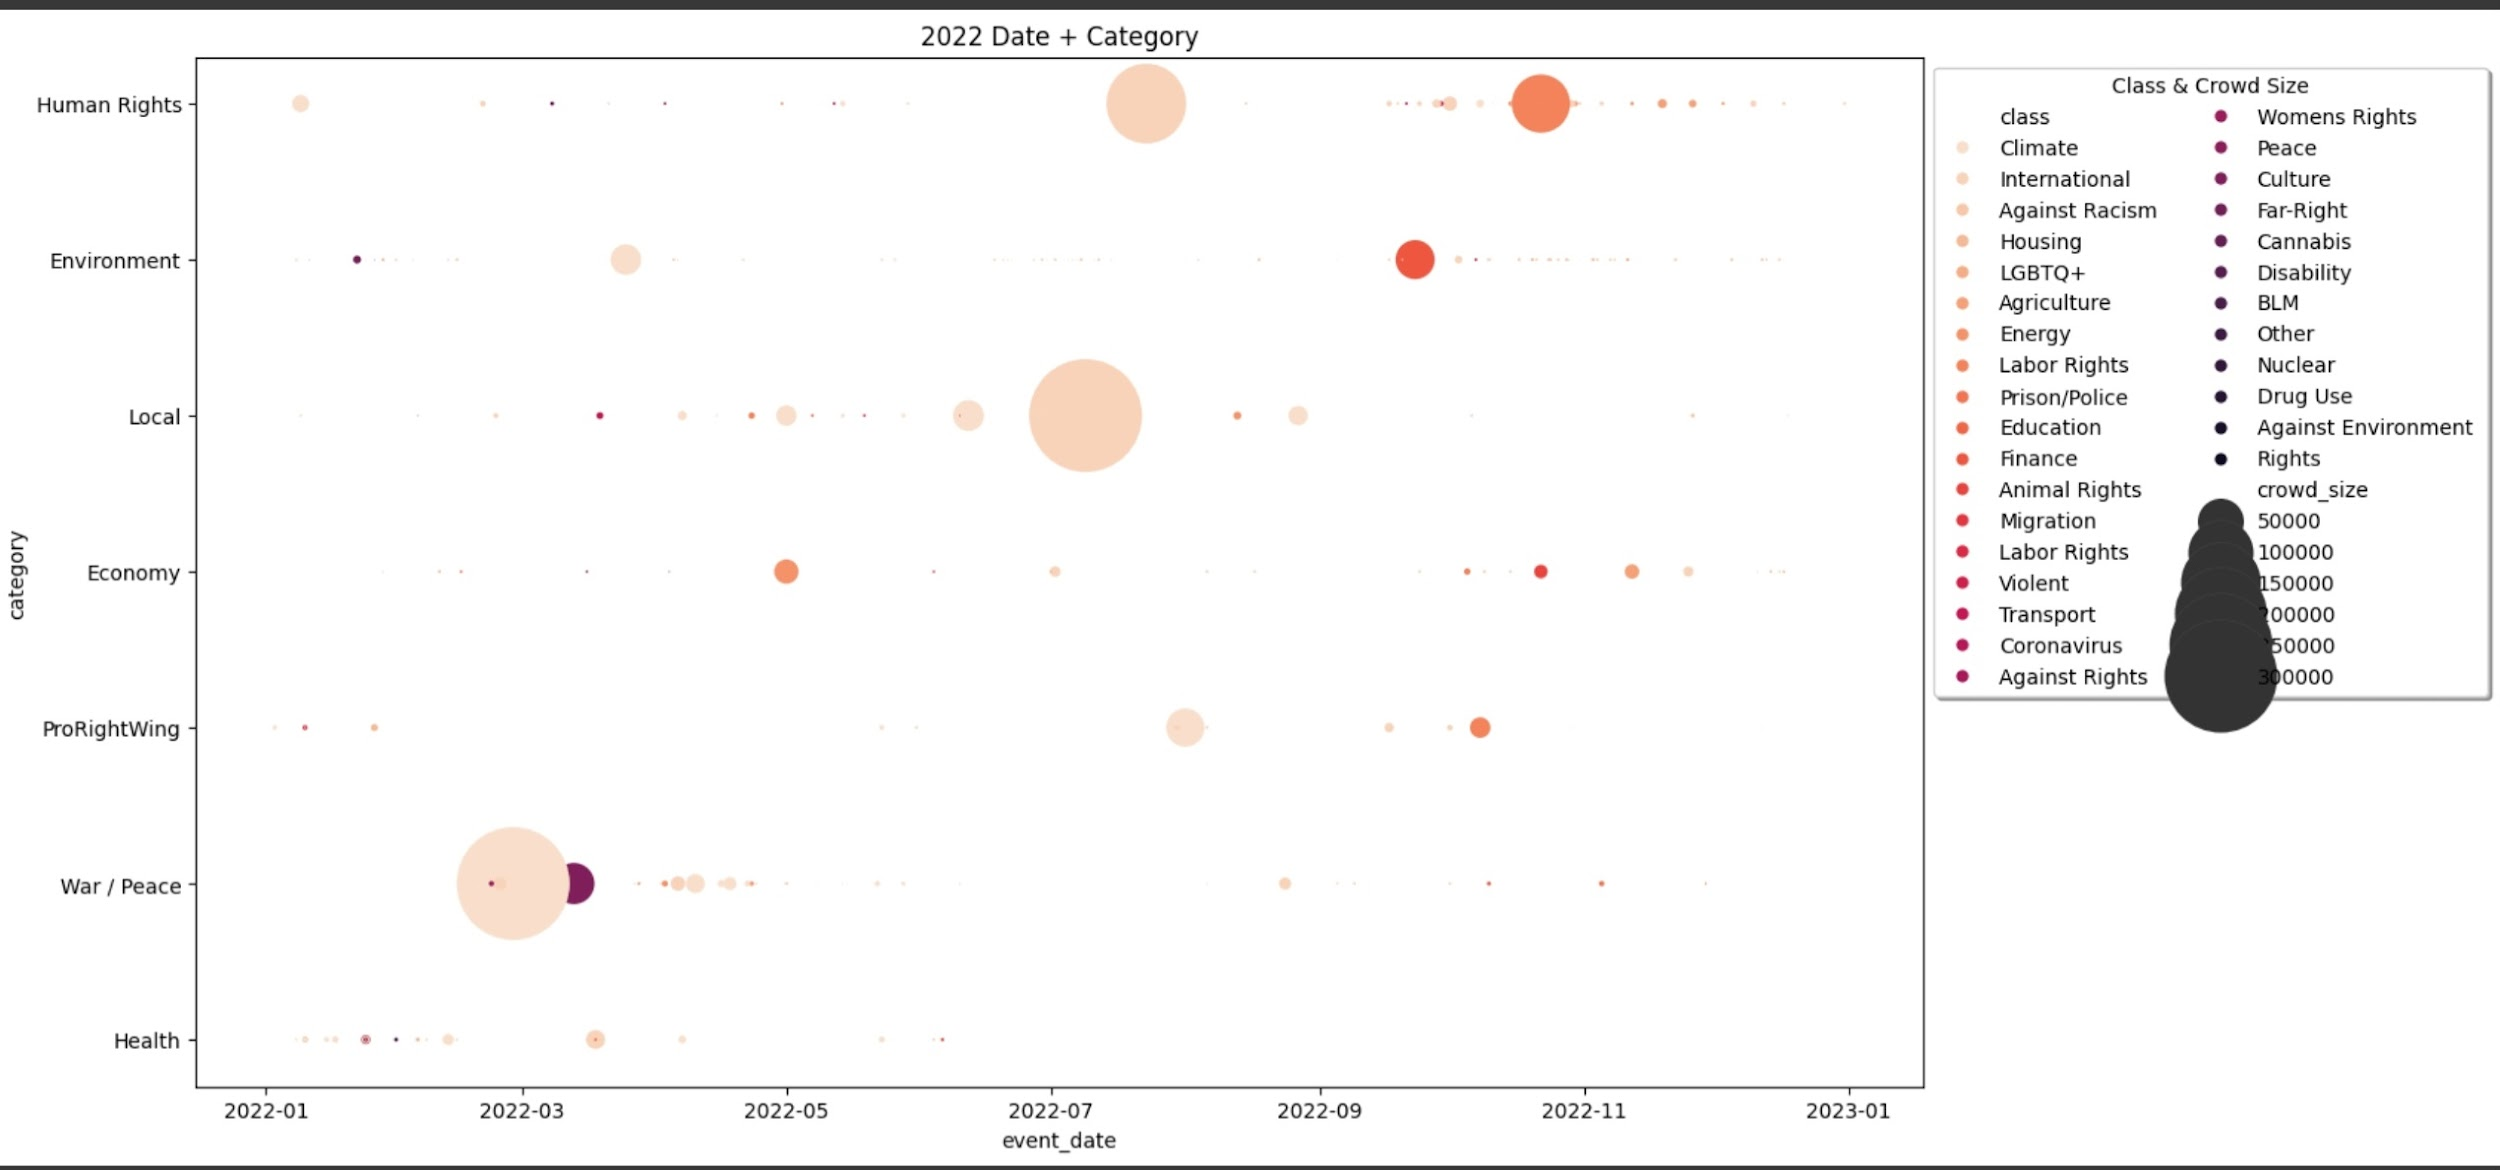 2022 Date + Category
Human Rights
Environment
Local
Economy
ProRightWing
War / Peace
Health
category
2022-01
2022-03
2022-05
2022-07
2022-09
2022-11
2023-01
event_date
Class & Crowd Size
class
Climate
International
Against Racism
Housing
LGBTQ+
Agriculture
Energy
Labor Rights
Prison/Police
Education
Finance
Animal Rights
Migration
Labor Rights
Violent
Transport
Coronavirus
Against Rights
Womens Rights
Peace
Culture
Far-Right
Cannabis
Disability
BLM
Other
Nuclear
Drug Use
Against Environment
Rights
crowd_size
50000
100000
150000
200000
250000
300000